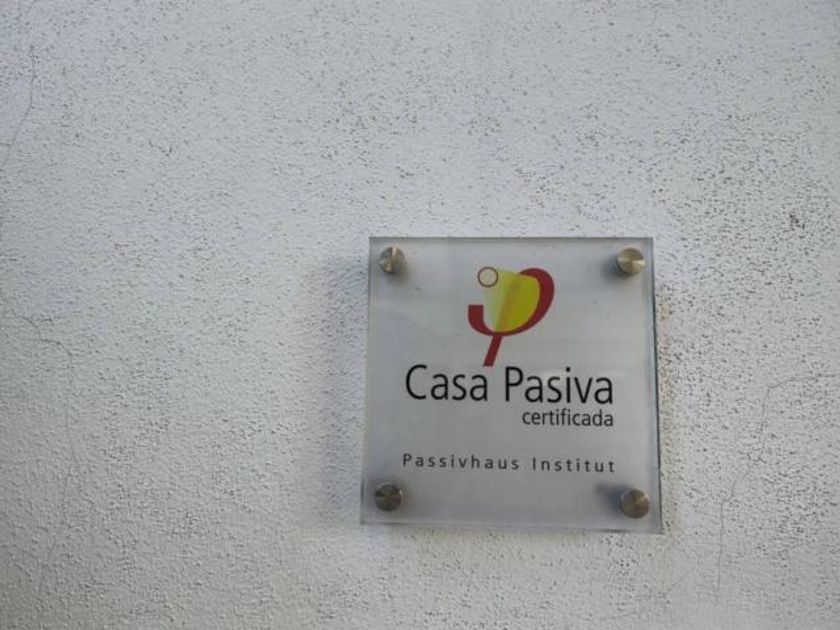 Casa Pasiva
certificada
Passivhaus Institut